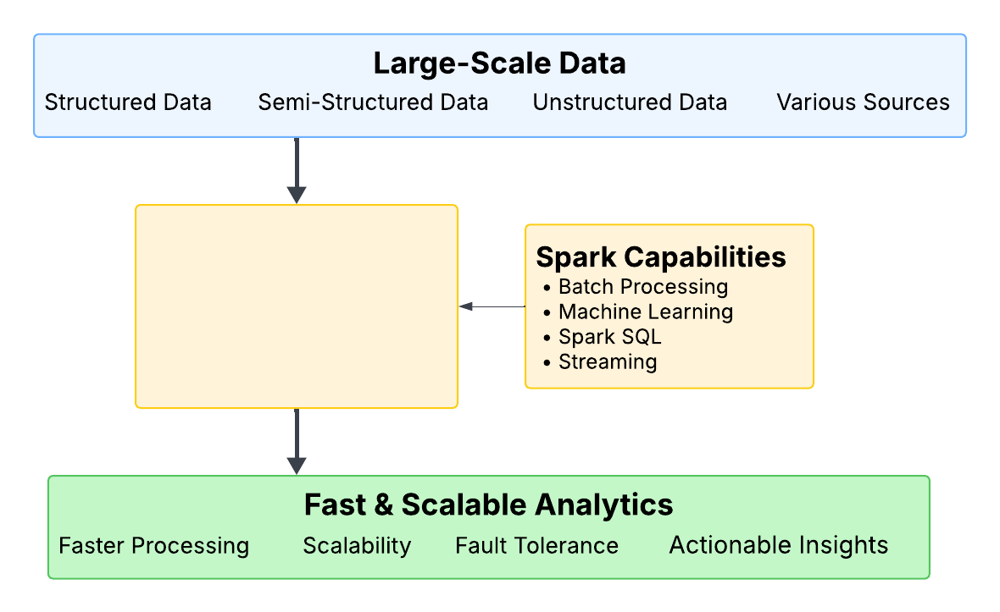 Large-Scale Data
Structured Data Semi-Structured Data Unstructured Data Various Sources
Spark Capabilities
• Batch Processing
• Machine Learning
• Spark SQL
• Streaming
Fast & Scalable Analytics
Faster Processing Scalability Fault Tolerance Actionable Insights